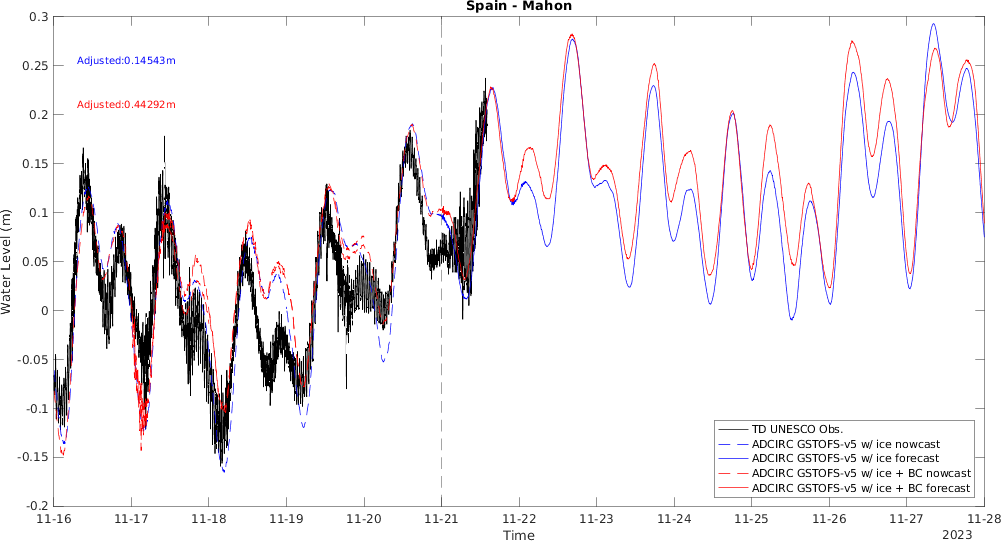 Spain - Mahon
Adjusted:0.14543m
Adjusted:0.44292m
Water Level (m)
0.3
0.25
0.2
0.15
0.1
0.05
0
-0.05
-0.1
-0.15
-0.2
TD UNESCO Obs.
ADCIRC GSTOFS-v5 w/ ice nowcast
ADCIRC GSTOFS-v5 w/ ice forecast
ADCIRC GSTOFS-v5 w/ ice + BC nowcast
ADCIRC GSTOFS-v5 w/ ice + BC forecast
11-16 11-17 11-18 11-19 11-20 11-21 11-22 11-23 11-24 11-25 11-26 11-27 11-28
Time
2023